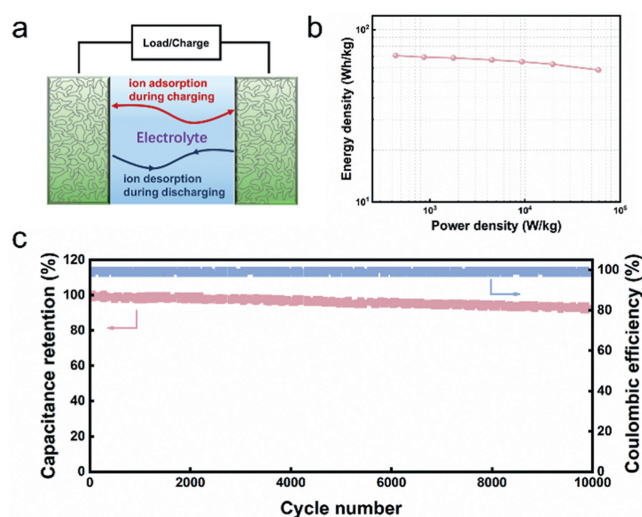 a
Load/Charge
ion adsorption
during charging
Electrolyte
ion desorption
during discharging
b
Energy density (Wh/kg)
10²
10¹
10³
10⁴
10⁵
Power density (W/kg)
c
Capacitance retention (%)
120
100
80
60
40
20
0
0
2000
4000
6000
8000
10000
Cycle number
100
80
60
40
20
0
Coulombic efficiency (%)